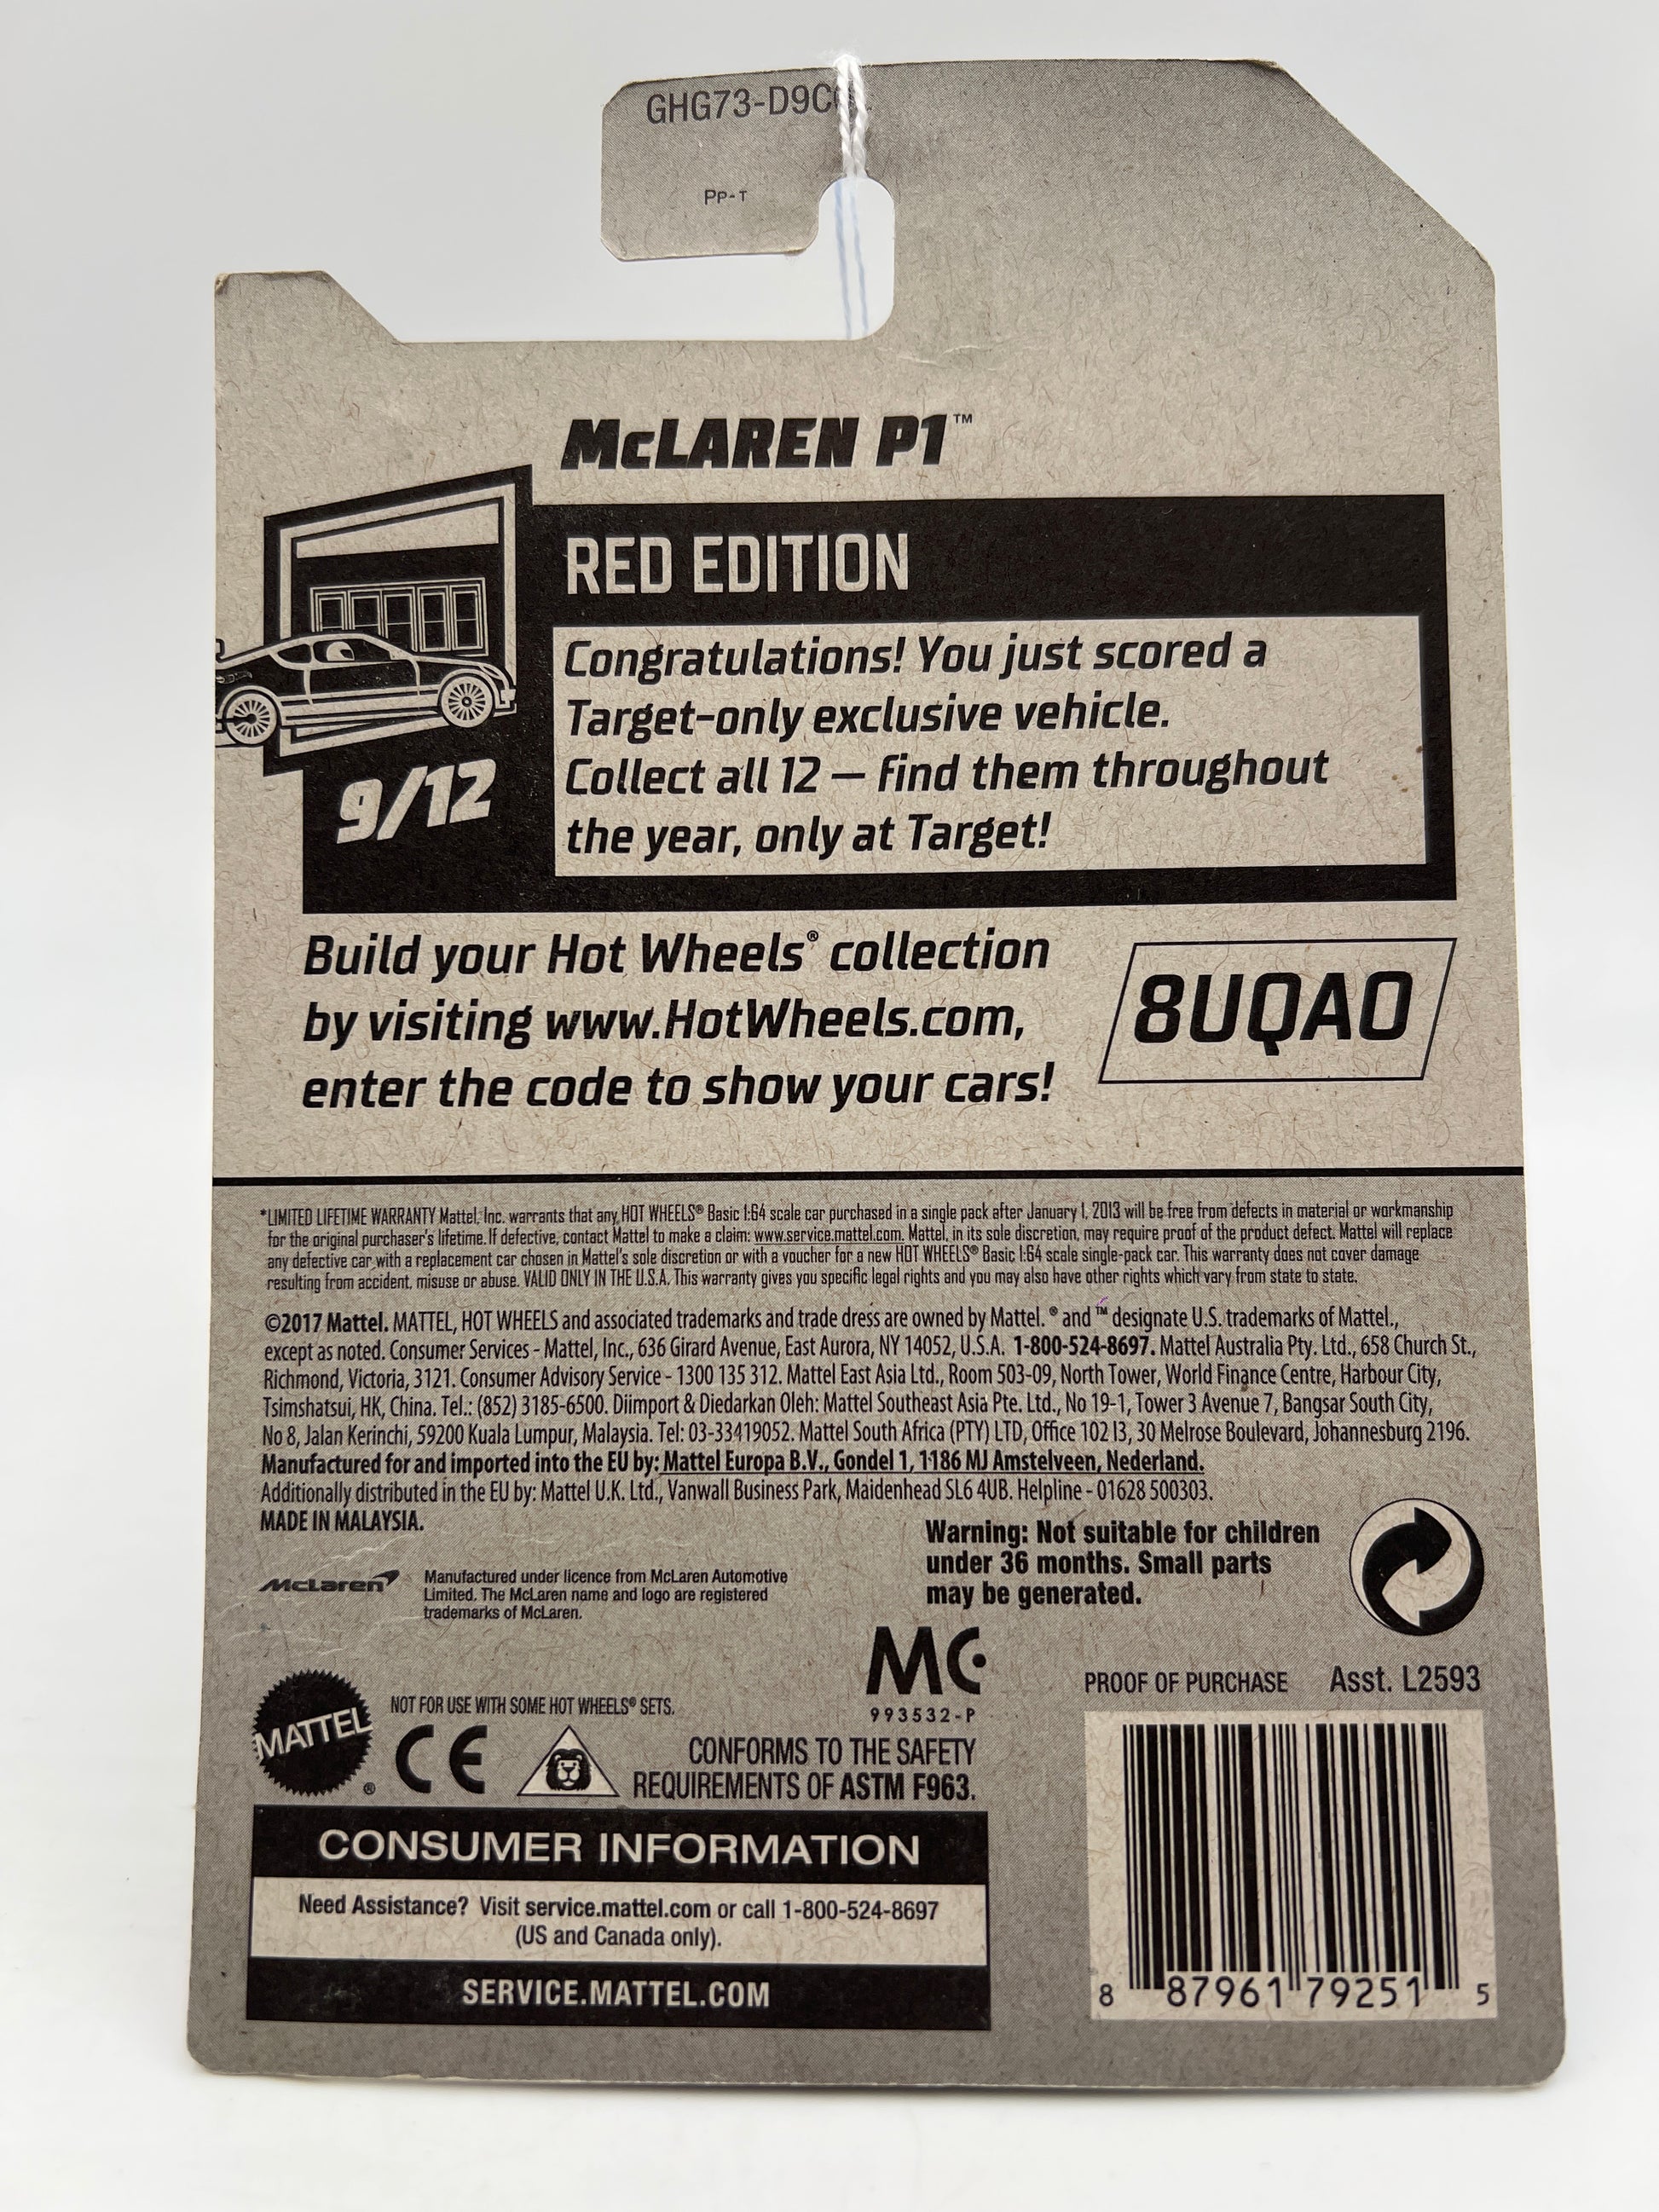 GHG73-D9C
PP-T
McLAREN P1™
RED EDITION
Congratulations! You just scored a
Target-only exclusive vehicle.
Collect all 12 — find them throughout
the year, only at Target!
9/12
Build your Hot Wheels® collection
by visiting www.HotWheels.com,
enter the code to show your cars!
8UQA0
*LIMITED LIFETIME WARRANTY Mattel, Inc. warrants that any HOT WHEELS® Basic 1:64 scale car purchased in a single pack after January 1, 2013 will be free from defects in material or workmanship
for the original purchaser's lifetime. If defective, contact Mattel to make a claim: www.service.mattel.com. Mattel, in its sole discretion, may require proof of the product defect. Mattel will replace
any defective car with a replacement car chosen in Mattel's sole discretion or with a voucher for a new HOT WHEELS® Basic 1:64 scale single-pack car. This warranty does not cover damage
resulting from accident, misuse or abuse. VALID ONLY IN THE U.S.A. This warranty gives you specific legal rights and you may also have other rights which vary from state to state.
©2017 Mattel. MATTEL, HOT WHEELS and associated trademarks and trade dress are owned by Mattel. ® and ™ designate U.S. trademarks of Mattel.,
except as noted. Consumer Services - Mattel, Inc., 636 Girard Avenue, East Aurora, NY 14052, U.S.A. 1-800-524-8697. Mattel Australia Pty. Ltd., 658 Church St.,
Richmond, Victoria, 3121. Consumer Advisory Service - 1300 135 312. Mattel East Asia Ltd., Room 503-09, North Tower, World Finance Centre, Harbour City,
Tsimshatsui, HK, China. Tel.: (852) 3185-6500. Diimport & Diedarkan Oleh: Mattel Southeast Asia Pte. Ltd., No 19-1, Tower 3 Avenue 7, Bangsar South City,
No 8, Jalan Kerinchi, 59200 Kuala Lumpur, Malaysia. Tel: 03-33419052. Mattel South Africa (PTY) LTD, Office 102 I3, 30 Melrose Boulevard, Johannesburg 2196.
Manufactured for and imported into the EU by: Mattel Europa B.V., Gondel 1, 1186 MJ Amstelveen, Nederland.
Additionally distributed in the EU by: Mattel U.K. Ltd., Vanwall Business Park, Maidenhead SL6 4UB. Helpline - 01628 500303.
MADE IN MALAYSIA.
Warning: Not suitable for children
under 36 months. Small parts
may be generated.
McLaren
Manufactured under licence from McLaren Automotive
Limited. The McLaren name and logo are registered
trademarks of McLaren.
MC
993532-P
PROOF OF PURCHASE Asst. L2593
MATTEL®
NOT FOR USE WITH SOME HOT WHEELS® SETS.
CE
CONFORMS TO THE SAFETY
REQUIREMENTS OF ASTM F963.
CONSUMER INFORMATION
Need Assistance? Visit service.mattel.com or call 1-800-524-8697
(US and Canada only).
SERVICE.MATTEL.COM
8 87961 79251 5